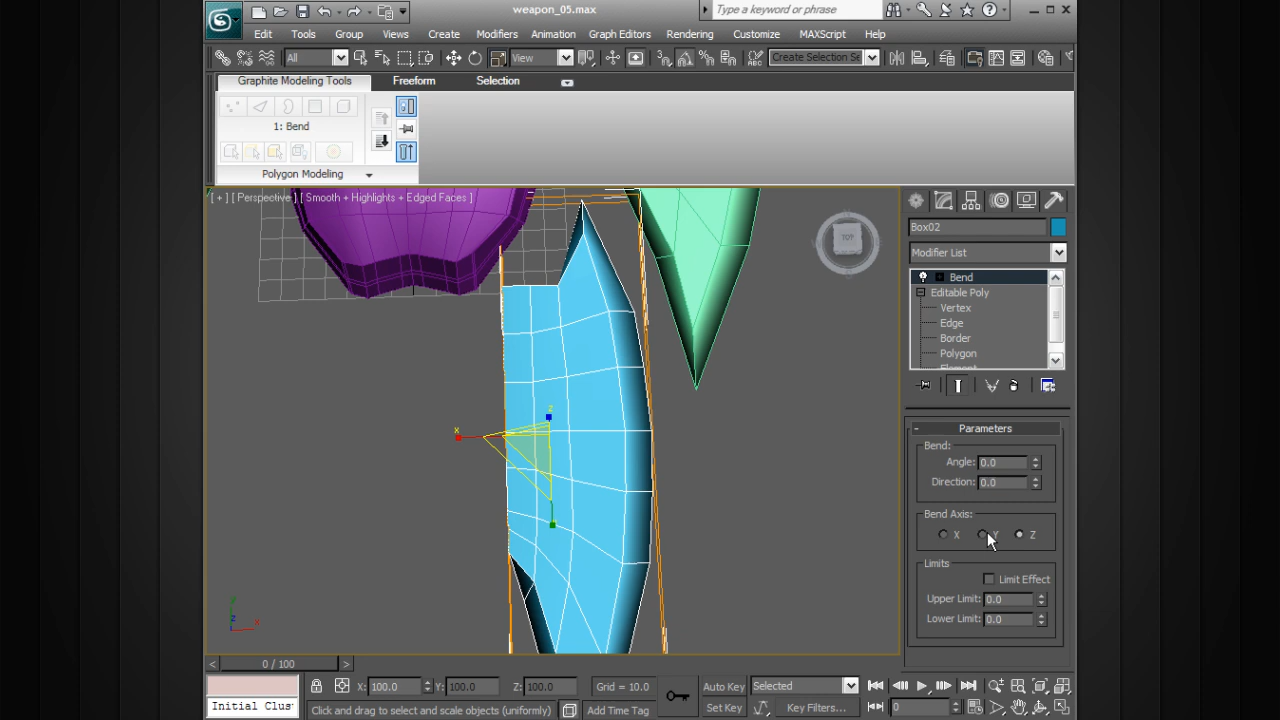 weapon_05.max
Type a keyword or phrase
Edit Tools Group Views Create Modifiers Animation Graph Editors Rendering Customize MAXScript Help
All View Create Selection Se
Graphite Modeling Tools Freeform Selection
1: Bend
Polygon Modeling
[ + ] [ Perspective ] [ Smooth + Highlights + Edged Faces ]
TOP
Box02
Modifier List
Bend
Editable Poly
Vertex
Edge
Border
Polygon
Parameters
Bend:
Angle: 0.0
Direction: 0.0
Bend Axis:
X Y Z
Limits
Limit Effect
Upper Limit: 0.0
Lower Limit: 0.0
x
z
y
z
x
< 0 / 100 >
X: 100.0 Y: 100.0 Z: 100.0 Grid = 10.0 Auto Key Selected
Initial Clus Click and drag to select and scale objects (uniformly) Add Time Tag Set Key Key Filters... 0